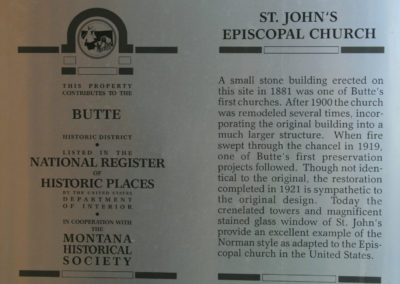 THIS PROPERTY
CONTRIBUTES TO THE
BUTTE
HISTORIC DISTRICT
LISTED IN THE
NATIONAL REGISTER
OF
HISTORIC PLACES
BY THE UNITED STATES
DEPARTMENT
OF INTERIOR
IN COOPERATION WITH
THE
MONTANA
HISTORICAL
SOCIETY
ST. JOHN'S
EPISCOPAL CHURCH
A small stone building erected on
this site in 1881 was one of Butte's
first churches. After 1900 the church
was remodeled several times, incor-
porating the original building into a
much larger structure. When fire
swept through the chancel in 1919,
one of Butte's first preservation
projects followed. Though not iden-
tical to the original, the restoration
completed in 1921 is sympathetic to
the original design. Today the
crenelated towers and magnificent
stained glass window of St. John's
provide an excellent example of the
Norman style as adapted to the Epis-
copal church in the United States.